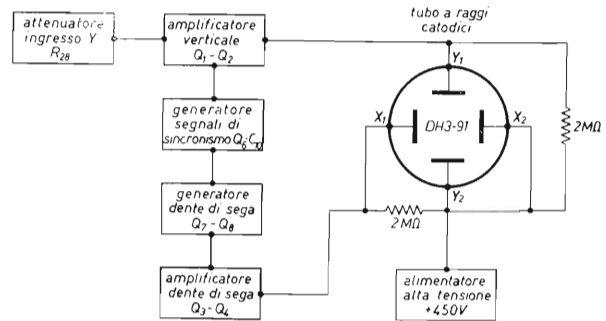 attenuatore
ingresso Y
R28
amplificatore
verticale
Q1 - Q2
tubo a raggi
catodici
Y1
X1
DH3-91
X2
2MΩ
generatore
segnali di
sincronismo Q6-C10
generatore
dente di sega
Q7 - Q8
Y2
2MΩ
amplificatore
dente di sega
Q3 - Q4
alimentatore
alta tensione
+450V